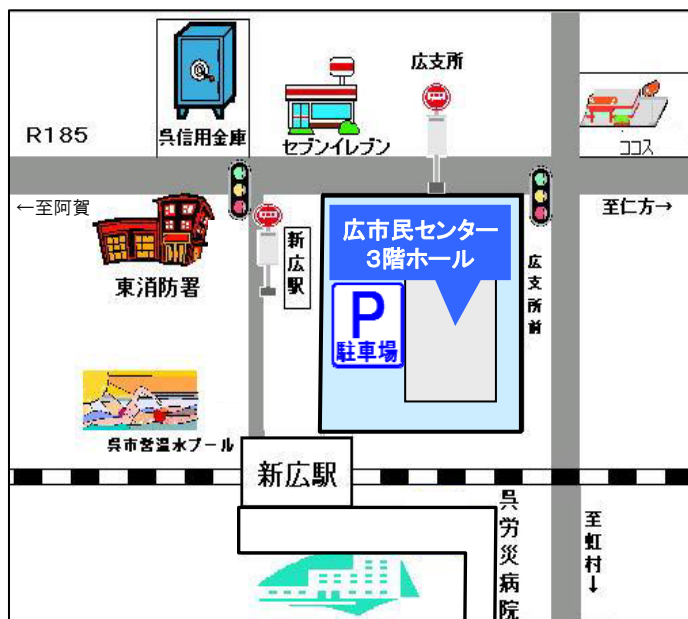 広支所
R185
呉信用金庫
セブンイレブン
ココス
←至阿賀
至仁方→
広市民センター
3階ホール
新広駅
広支所前
東消防署
P
駐車場
呉市営温水プール
新広駅
呉労災病院
至虹村↓